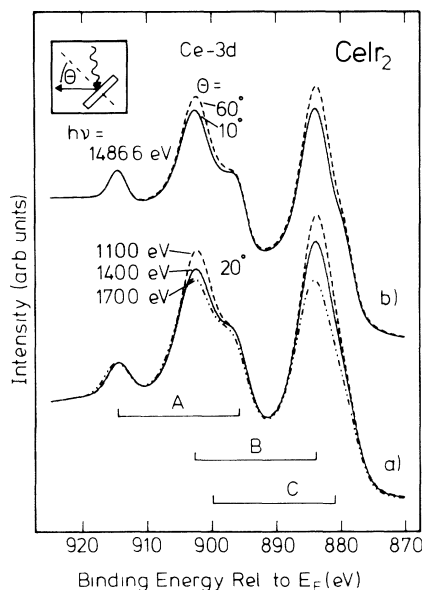 Ce-3d
CeIr₂
Θ
Θ =
60°
10°
hν =
1486.6 eV
1100 eV
1400 eV
1700 eV
20°
b)
A
B
a)
C
Intensity (arb units)
920 910 900 890 880 870
Binding Energy Rel to E_F (eV)